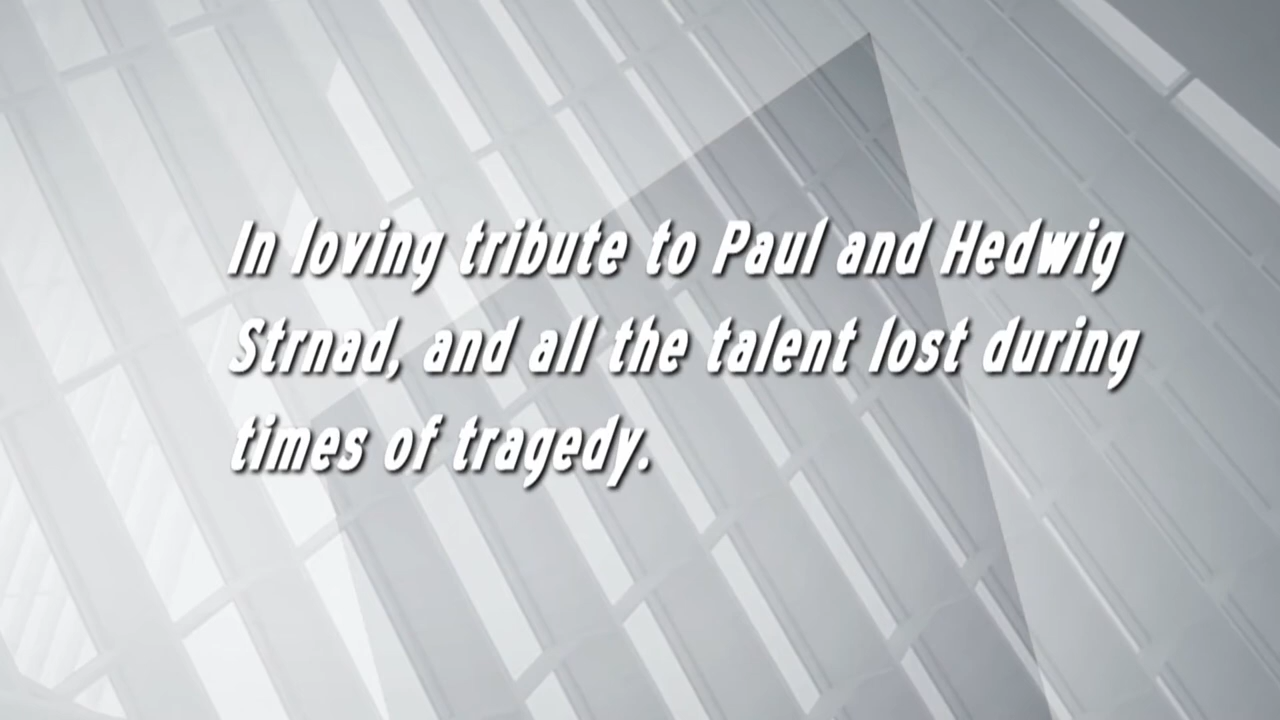 In loving tribute to Paul and Hedwig
Strnad, and all the talent lost during
times of tragedy.